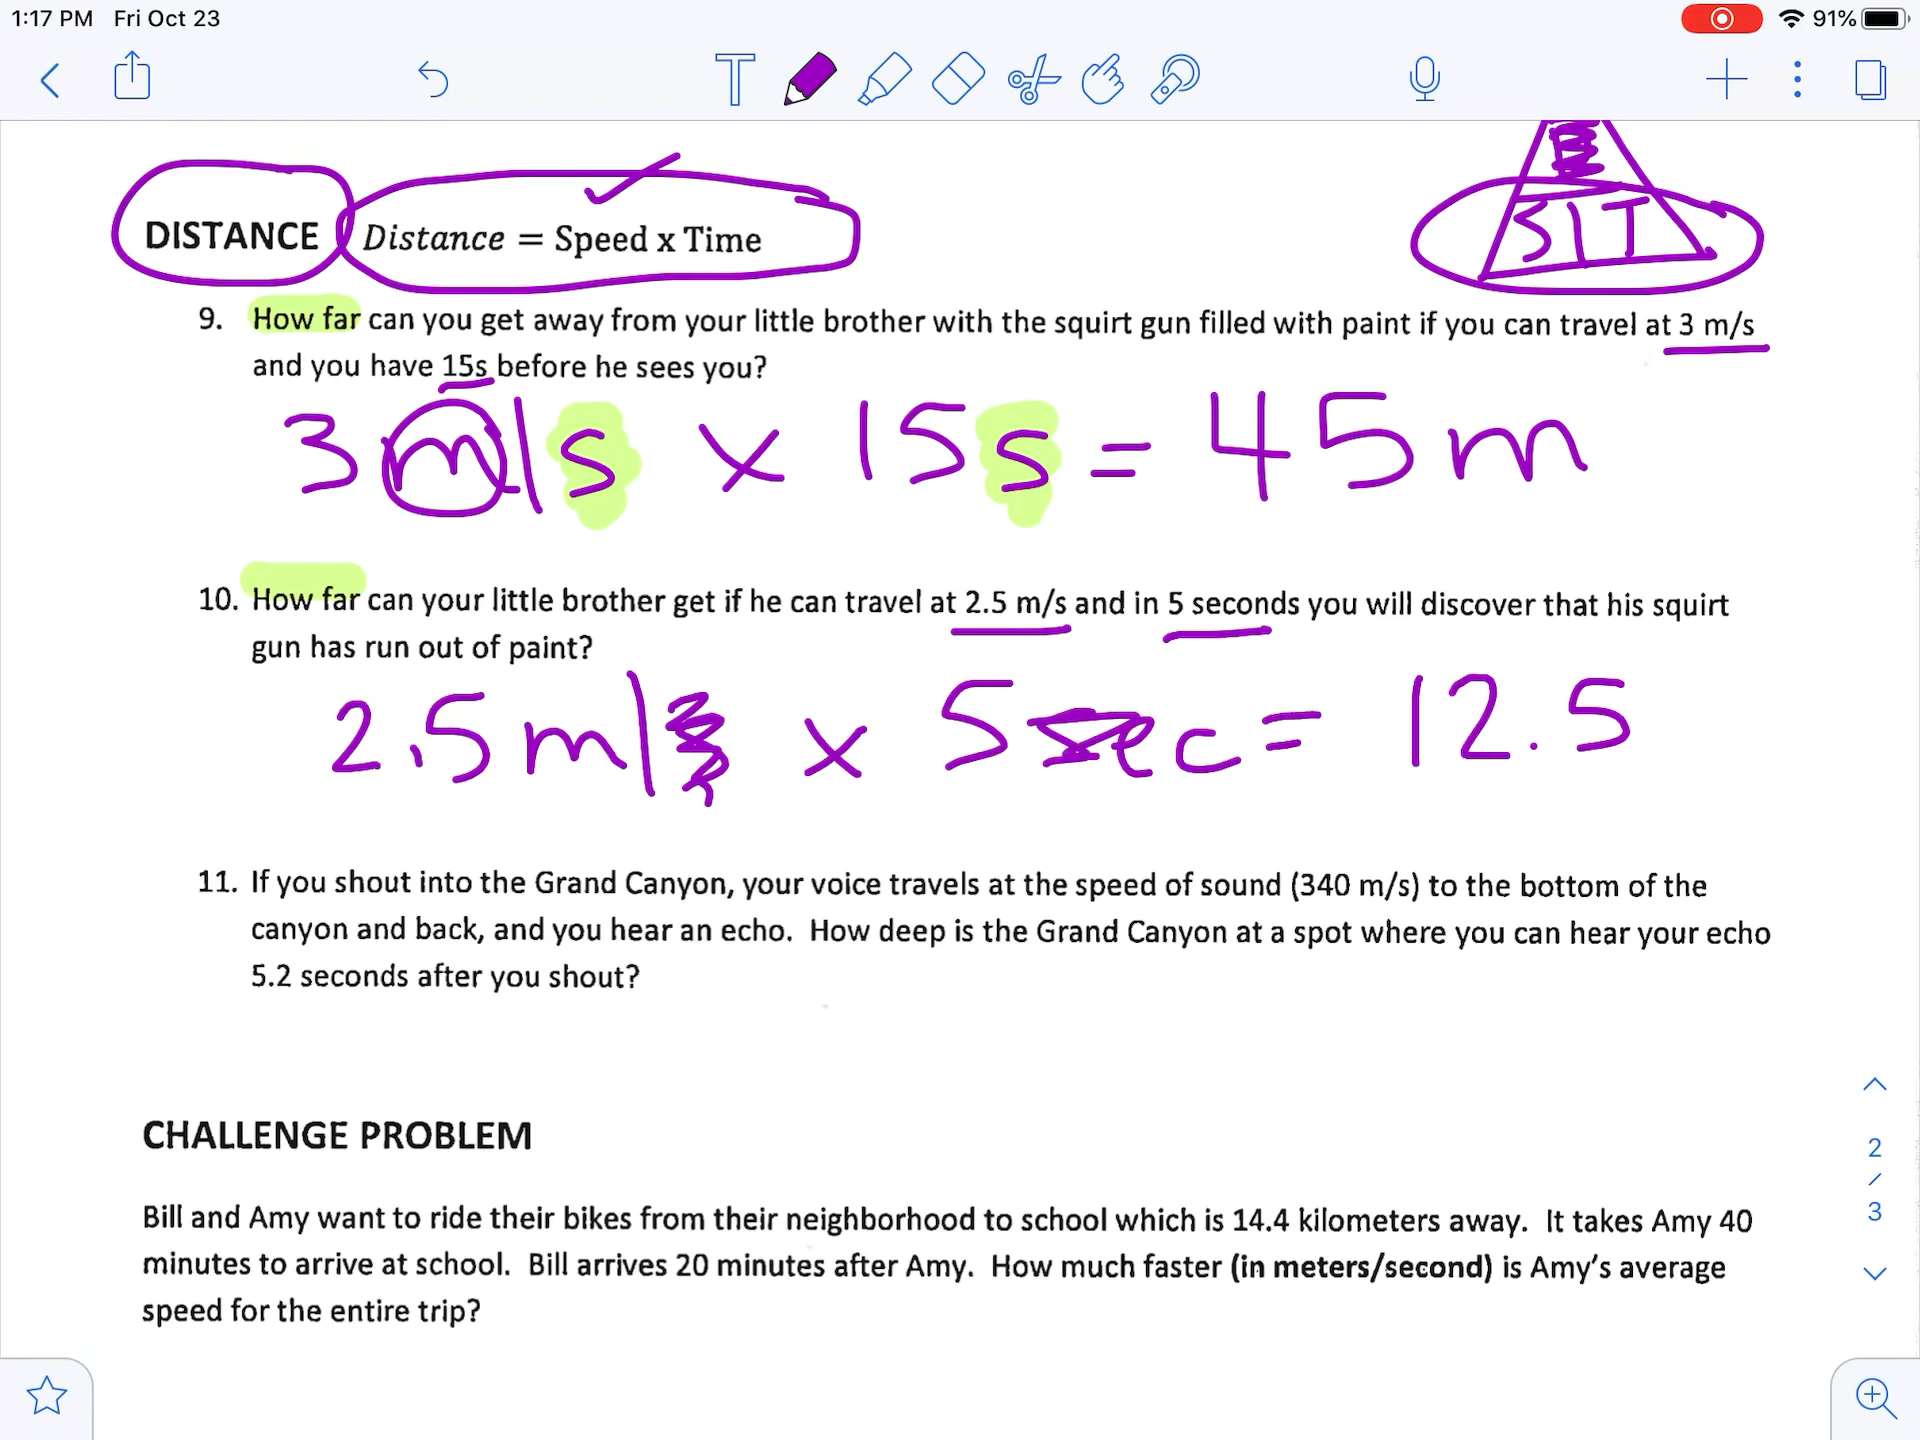 1:17 PM Fri Oct 23
91%
DISTANCE Distance = Speed x Time
S|T
9. How far can you get away from your little brother with the squirt gun filled with paint if you can travel at 3 m/s
and you have 15s before he sees you?
3m/s x 15s = 45m
10. How far can your little brother get if he can travel at 2.5 m/s and in 5 seconds you will discover that his squirt
gun has run out of paint?
2.5m/s x 5sec = 12.5
11. If you shout into the Grand Canyon, your voice travels at the speed of sound (340 m/s) to the bottom of the
canyon and back, and you hear an echo. How deep is the Grand Canyon at a spot where you can hear your echo
5.2 seconds after you shout?
CHALLENGE PROBLEM
Bill and Amy want to ride their bikes from their neighborhood to school which is 14.4 kilometers away. It takes Amy 40
minutes to arrive at school. Bill arrives 20 minutes after Amy. How much faster (in meters/second) is Amy's average
speed for the entire trip?
2
/
3